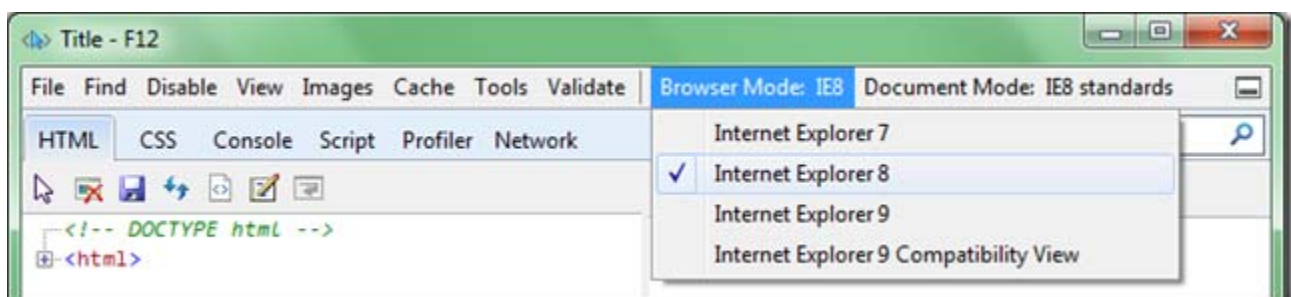 Title - F12
File Find Disable View Images Cache Tools Validate Browser Mode: IE8 Document Mode: IE8 standards
HTML CSS Console Script Profiler Network
Internet Explorer 7
Internet Explorer 8
Internet Explorer 9
Internet Explorer 9 Compatibility View
<!-- DOCTYPE html -->
<html>